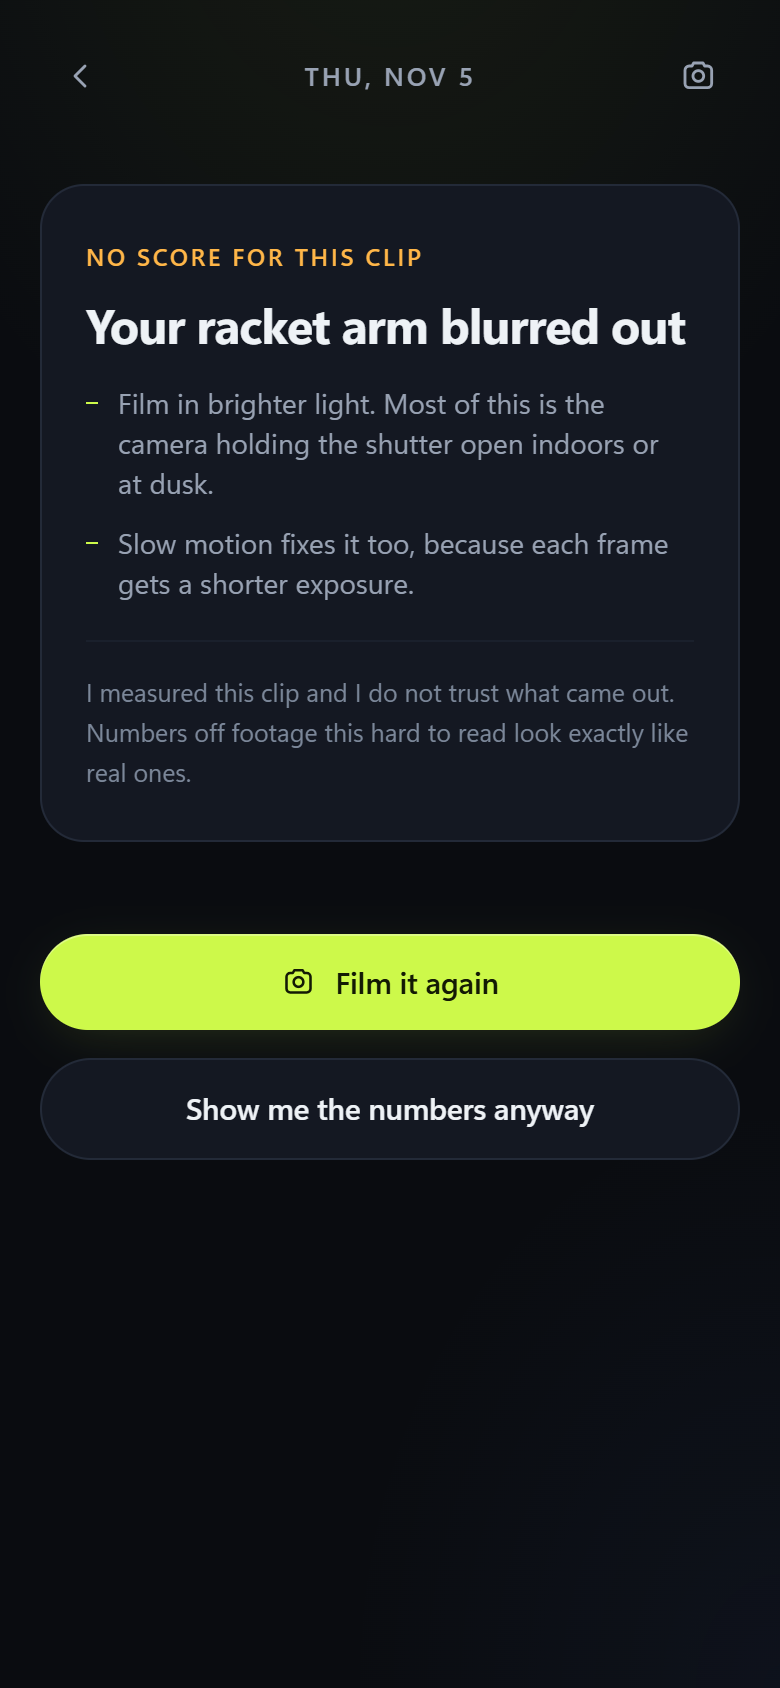 THU, NOV 5
NO SCORE FOR THIS CLIP
Your racket arm blurred out
Film in brighter light. Most of this is the
camera holding the shutter open indoors or
at dusk.
Slow motion fixes it too, because each frame
gets a shorter exposure.
I measured this clip and I do not trust what came out.
Numbers off footage this hard to read look exactly like
real ones.
Film it again
Show me the numbers anyway